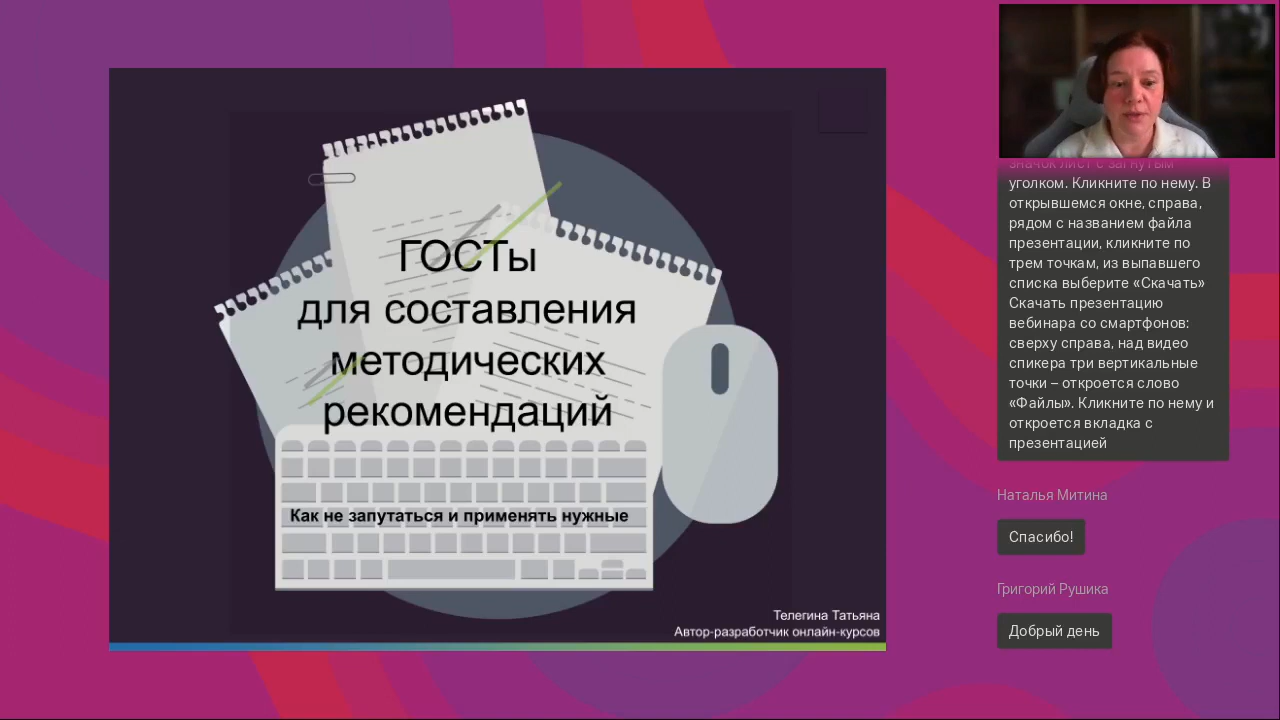 ГОСТы
для составления
методических
рекомендаций
Как не запутаться и применять нужные
Телегина Татьяна
Автор-разработчик онлайн-курсов
значок лист с загнутым
уголком. Кликните по нему. В
открывшемся окне, справа,
рядом с названием файла
презентации, кликните по
трем точкам, из выпавшего
списка выберите «Скачать»
Скачать презентацию
вебинара со смартфонов:
сверху справа, над видео
спикера три вертикальные
точки – откроется слово
«Файлы». Кликните по нему и
откроется вкладка с
презентацией
Наталья Митина
Спасибо!
Григорий Рушика
Добрый день